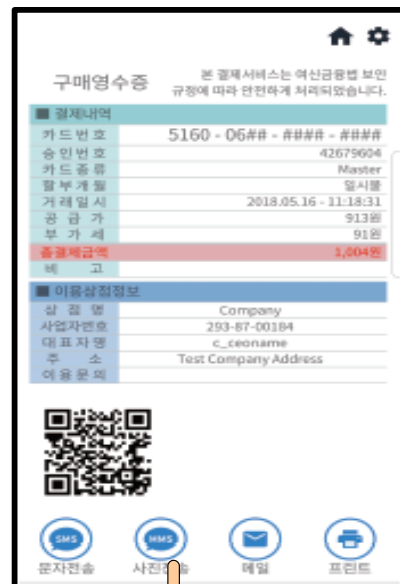 구매영수증
본 결제서비스는 여신금융법 보안
규정에 따라 안전하게 처리되었습니다.
■ 결제내역
카드번호 5160 - 06## - #### - ####
승인번호 42679604
카드종류 Master
할부개월 일시불
거래일시 2018.05.16 - 11:18:31
공급가 913원
부가세 91원
총결제금액 1,004원
비고
■ 이용상점정보
상점명 Company
사업자번호 293-87-00184
대표자명 c_ceoname
주소 Test Company Address
이용문의
SMS MMS
문자전송 사진전송 메일 프린트